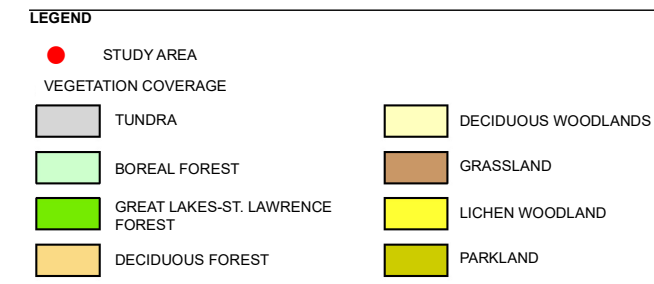 LEGEND
STUDY AREA
VEGETATION COVERAGE
TUNDRA
BOREAL FOREST
GREAT LAKES-ST. LAWRENCE
FOREST
DECIDUOUS FOREST
DECIDUOUS WOODLANDS
GRASSLAND
LICHEN WOODLAND
PARKLAND